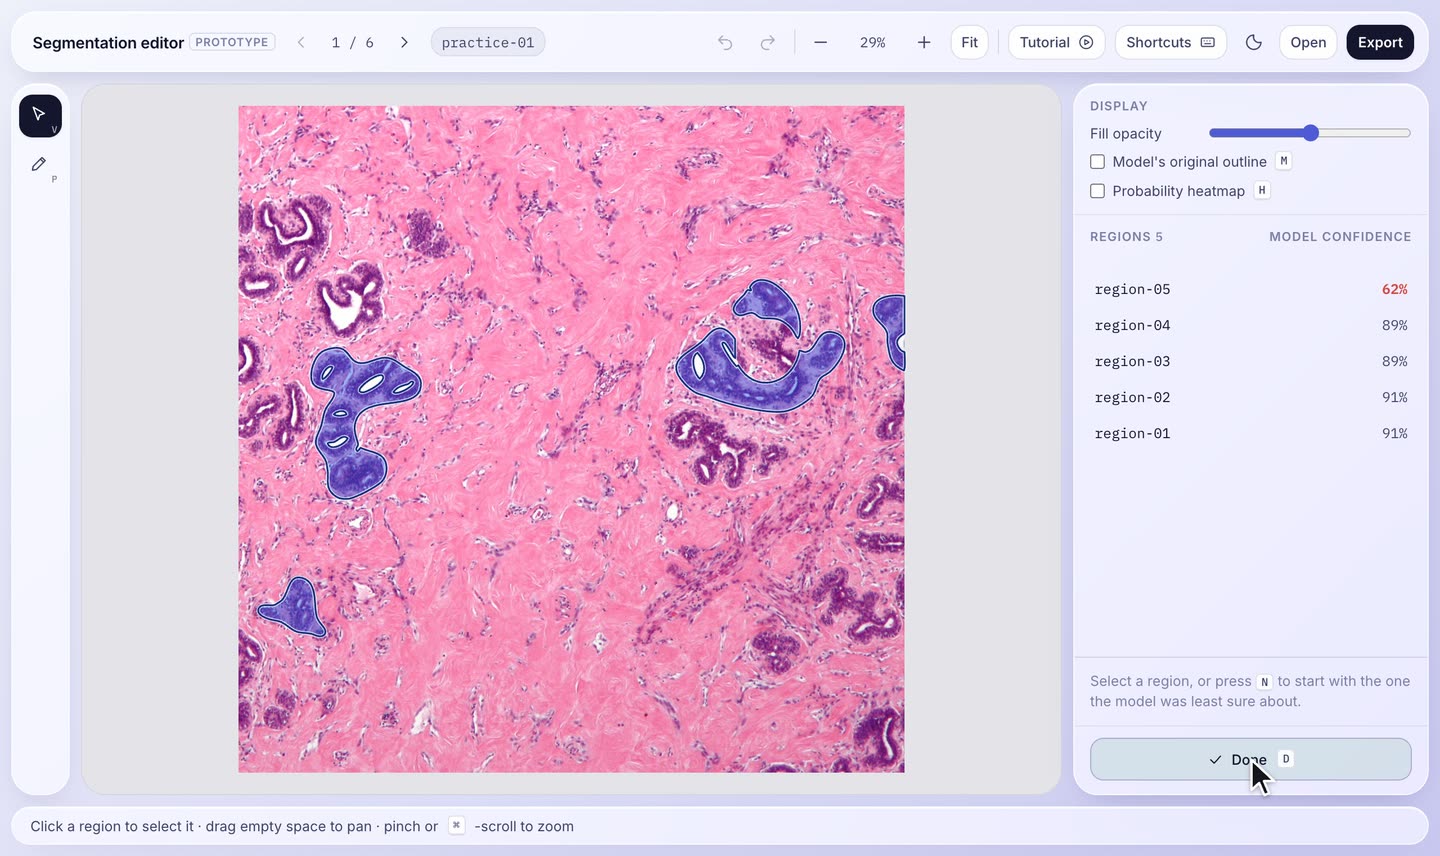 Segmentation editor PROTOTYPE 1 / 6 practice-01 29% Fit Tutorial Shortcuts Open Export
V
P
DISPLAY
Fill opacity
Model's original outline M
Probability heatmap H
REGIONS 5 MODEL CONFIDENCE
region-05 62%
region-04 89%
region-03 89%
region-02 91%
region-01 91%
Select a region, or press N to start with the one
the model was least sure about.
Done D
Click a region to select it · drag empty space to pan · pinch or ⌘ -scroll to zoom